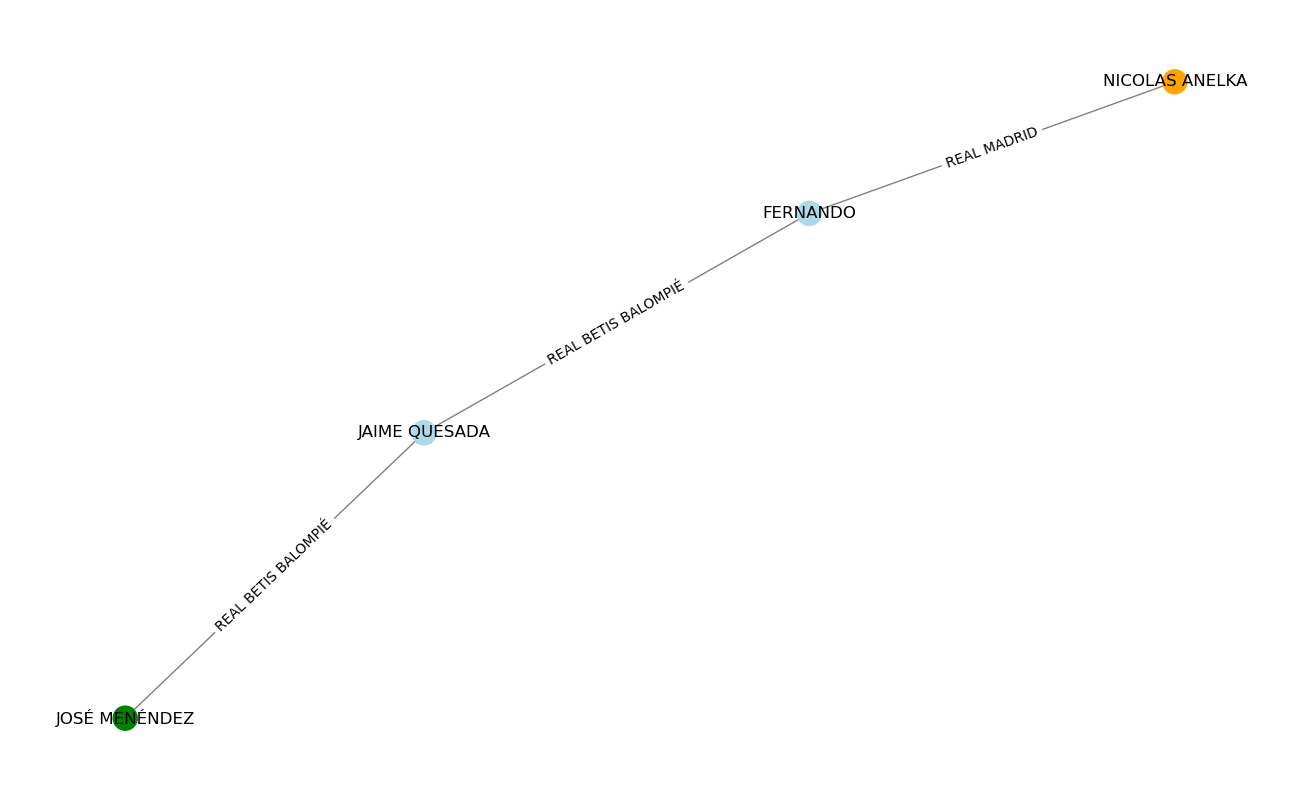 NICOLAS ANELKA
REAL MADRID
FERNANDO
REAL BETIS BALOMPIÉ
JAIME QUESADA
REAL BETIS BALOMPIÉ
JOSÉ MENÉNDEZ